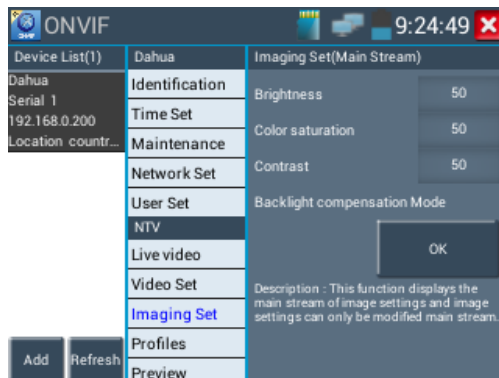 ONVIF
9:24:49
Device List(1)
Dahua
Serial 1
192.168.0.200
Location countr...
Add
Refresh
Dahua
Identification
Time Set
Maintenance
Network Set
User Set
NTV
Live video
Video Set
Imaging Set
Profiles
Preview
Imaging Set(Main Stream)
Brightness 50
Color saturation 50
Contrast 50
Backlight compensation Mode
OK
Description : This function displays the
main stream of image settings and image
settings can only be modified main stream.